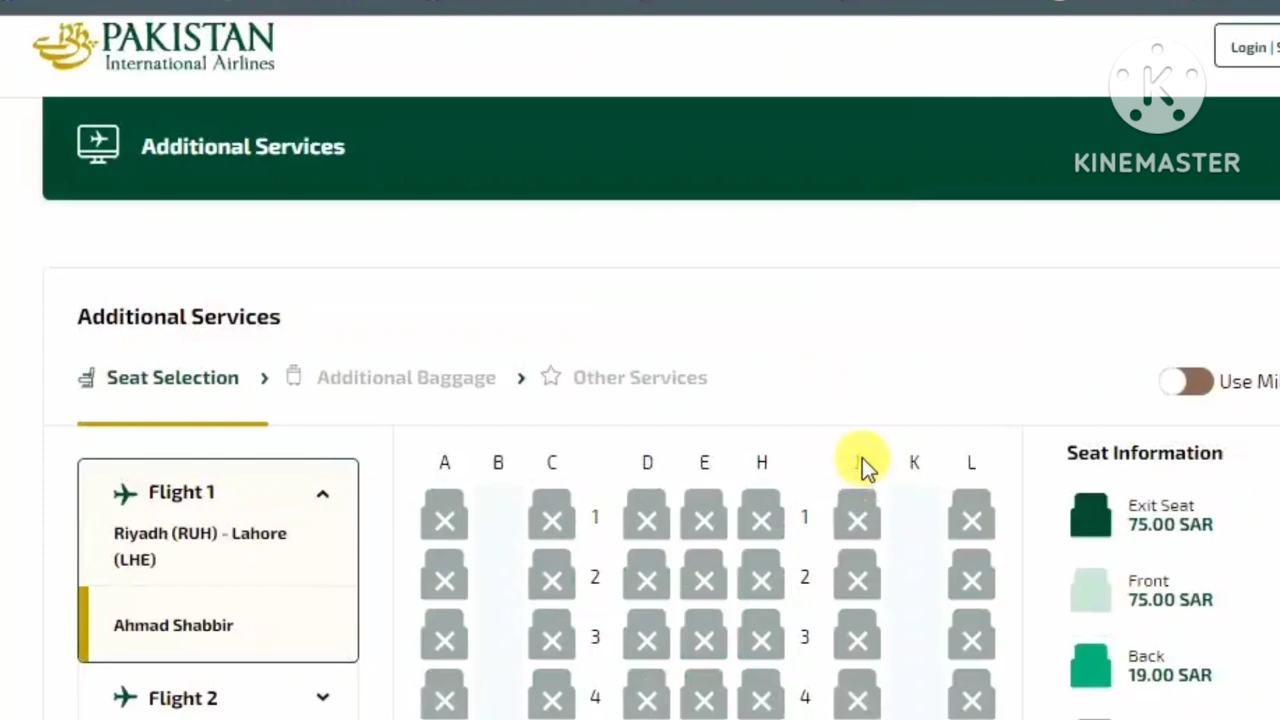 PAKISTAN
International Airlines
Login |
KINEMASTER
Additional Services
Additional Services
Seat Selection > Additional Baggage > Other Services
Use
A B C D E H K L
Seat Information
Flight 1
Riyadh (RUH) - Lahore
(LHE)
Ahmad Shabbir
Flight 2
1 1
2 2
3 3
4 4
Exit Seat
75.00 SAR
Front
75.00 SAR
Back
19.00 SAR